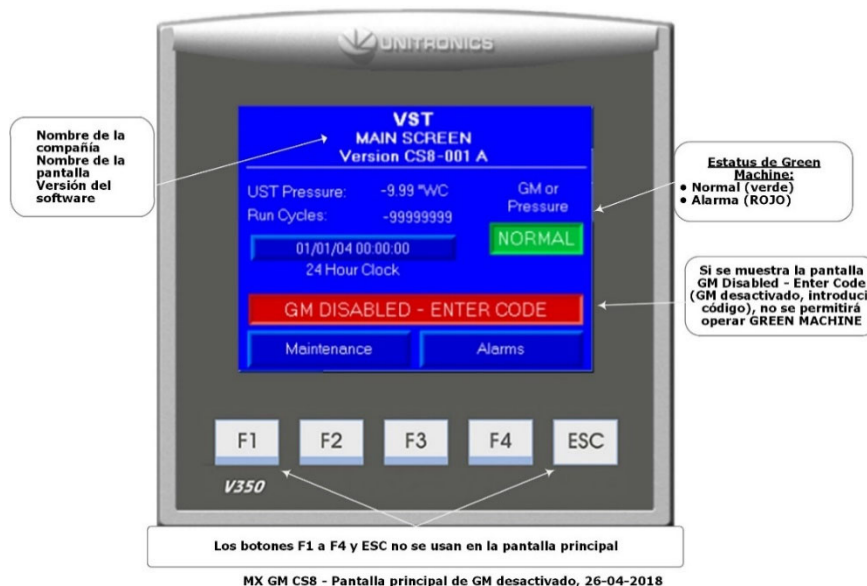 UNITRONICS
Nombre de la
compañía
Nombre de la
pantalla
Versión del
software
VST
MAIN SCREEN
Version CS8-001 A
UST Pressure: -9.99 "WC
Run Cycles: -99999999
GM or
Pressure
NORMAL
01/01/04 00:00:00
24 Hour Clock
GM DISABLED - ENTER CODE
Maintenance Alarms
Estatus de Green
Machine:
• Normal (verde)
• Alarma (ROJO)
Si se muestra la pantalla
GM Disabled - Enter Code
(GM desactivado, introduci
código), no se permitirá
operar GREEN MACHINE
F1 F2 F3 F4 ESC
V350
Los botones F1 a F4 y ESC no se usan en la pantalla principal
MX GM CS8 - Pantalla principal de GM desactivado, 26-04-2018